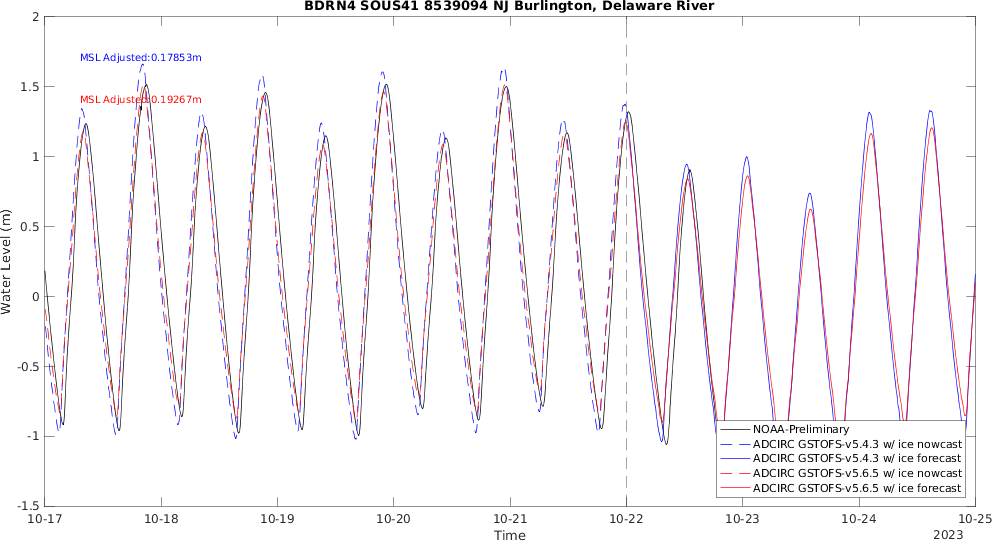 BDRN4 SOUS41 8539094 NJ Burlington, Delaware River
2
1.5
1
0.5
0
-0.5
-1
-1.5
Water Level (m)
MSL Adjusted:0.17853m
MSL Adjusted:0.19267m
NOAA-Preliminary
ADCIRC GSTOFS-v5.4.3 w/ ice nowcast
ADCIRC GSTOFS-v5.4.3 w/ ice forecast
ADCIRC GSTOFS-v5.6.5 w/ ice nowcast
ADCIRC GSTOFS-v5.6.5 w/ ice forecast
10-17 10-18 10-19 10-20 10-21 10-22 10-23 10-24 10-25
Time
2023